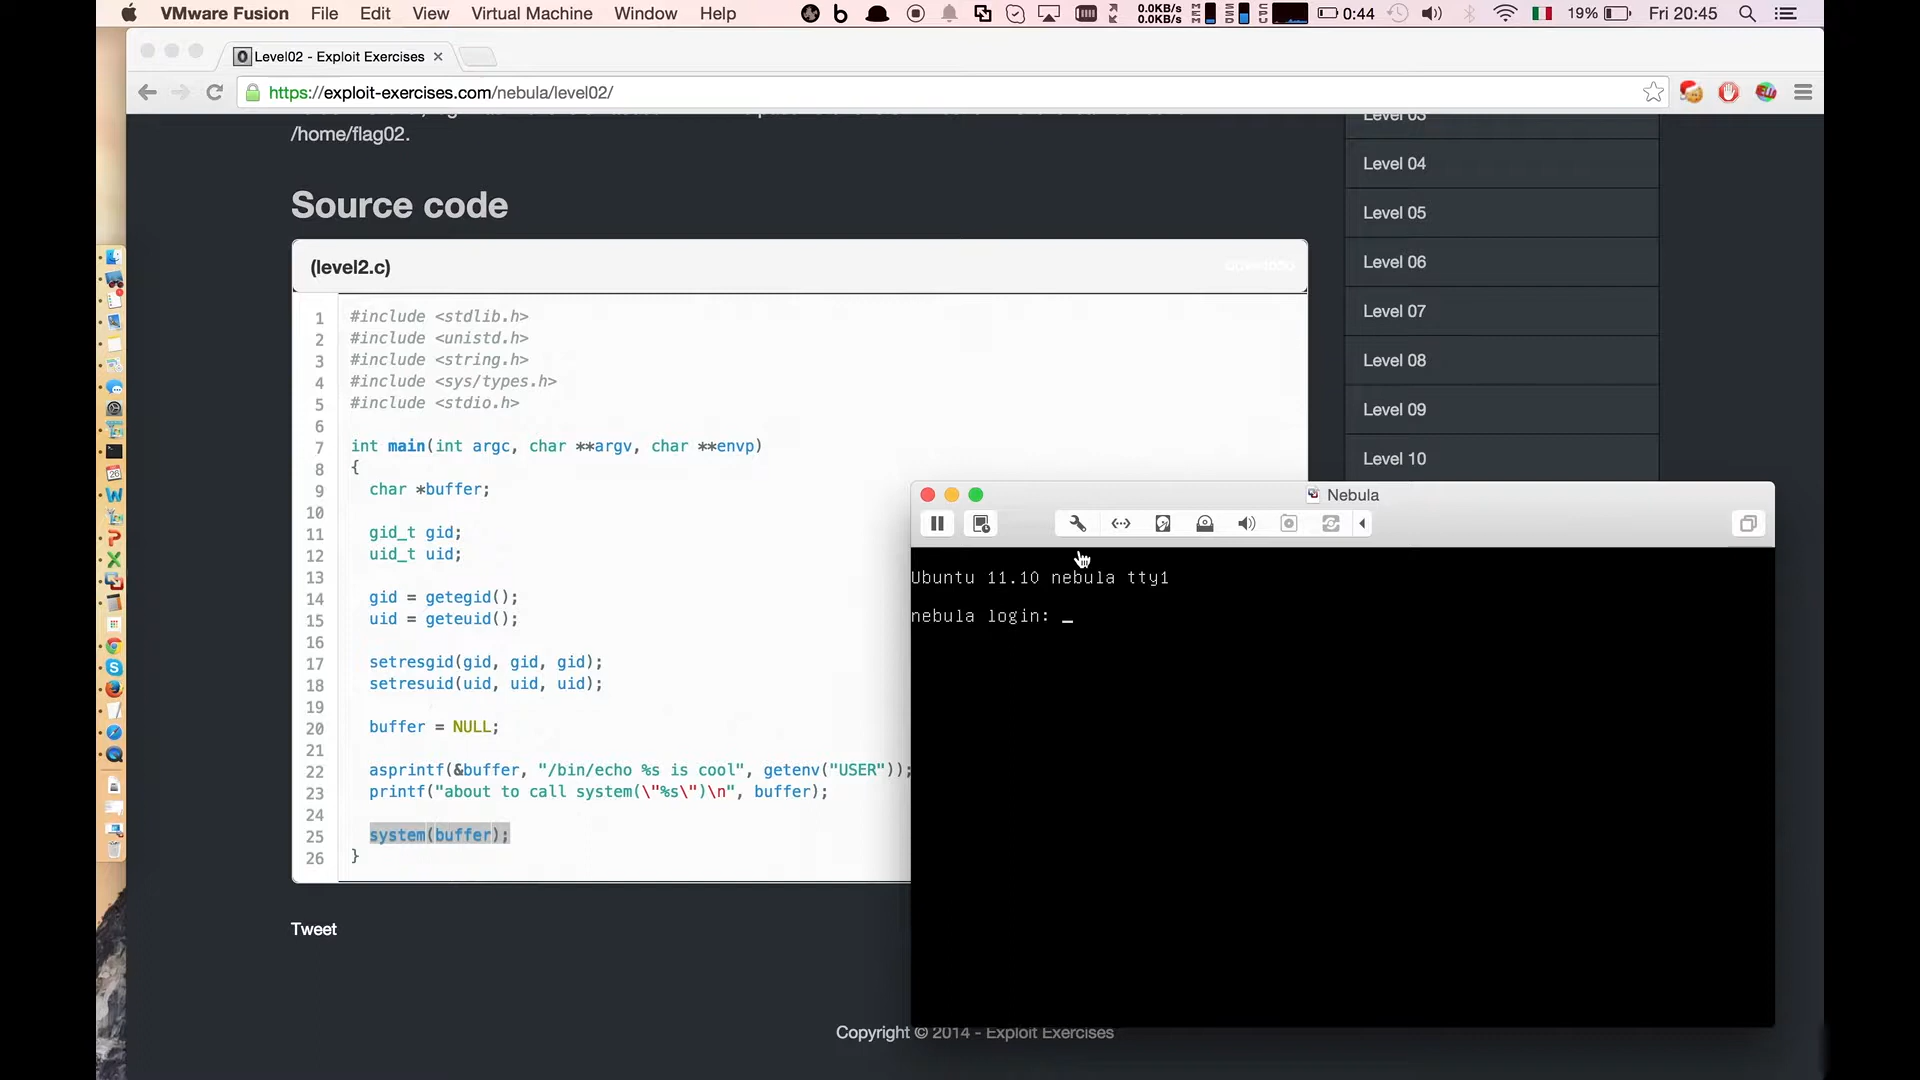 VMware Fusion File Edit View Virtual Machine Window Help 0.0KB/s 0.0KB/s 0:44 19% Fri 20:45
Level02 - Exploit Exercises
https://exploit-exercises.com/nebula/level02/
/home/flag02.
Source code
(level2.c)
1 #include <stdlib.h>
2 #include <unistd.h>
3 #include <string.h>
4 #include <sys/types.h>
5 #include <stdio.h>
6
7 int main(int argc, char **argv, char **envp)
8 {
9 char *buffer;
10
11 gid_t gid;
12 uid_t uid;
13
14 gid = getegid();
15 uid = geteuid();
16
17 setresgid(gid, gid, gid);
18 setresuid(uid, uid, uid);
19
20 buffer = NULL;
21
22 asprintf(&buffer, "/bin/echo %s is cool", getenv("USER"));
23 printf("about to call system(\"%s\")\n", buffer);
24
25 system(buffer);
26 }
Tweet
Level 03
Level 04
Level 05
Level 06
Level 07
Level 08
Level 09
Level 10
Nebula
Ubuntu 11.10 nebula tty1
nebula login: _
Copyright © 2014 - Exploit Exercises